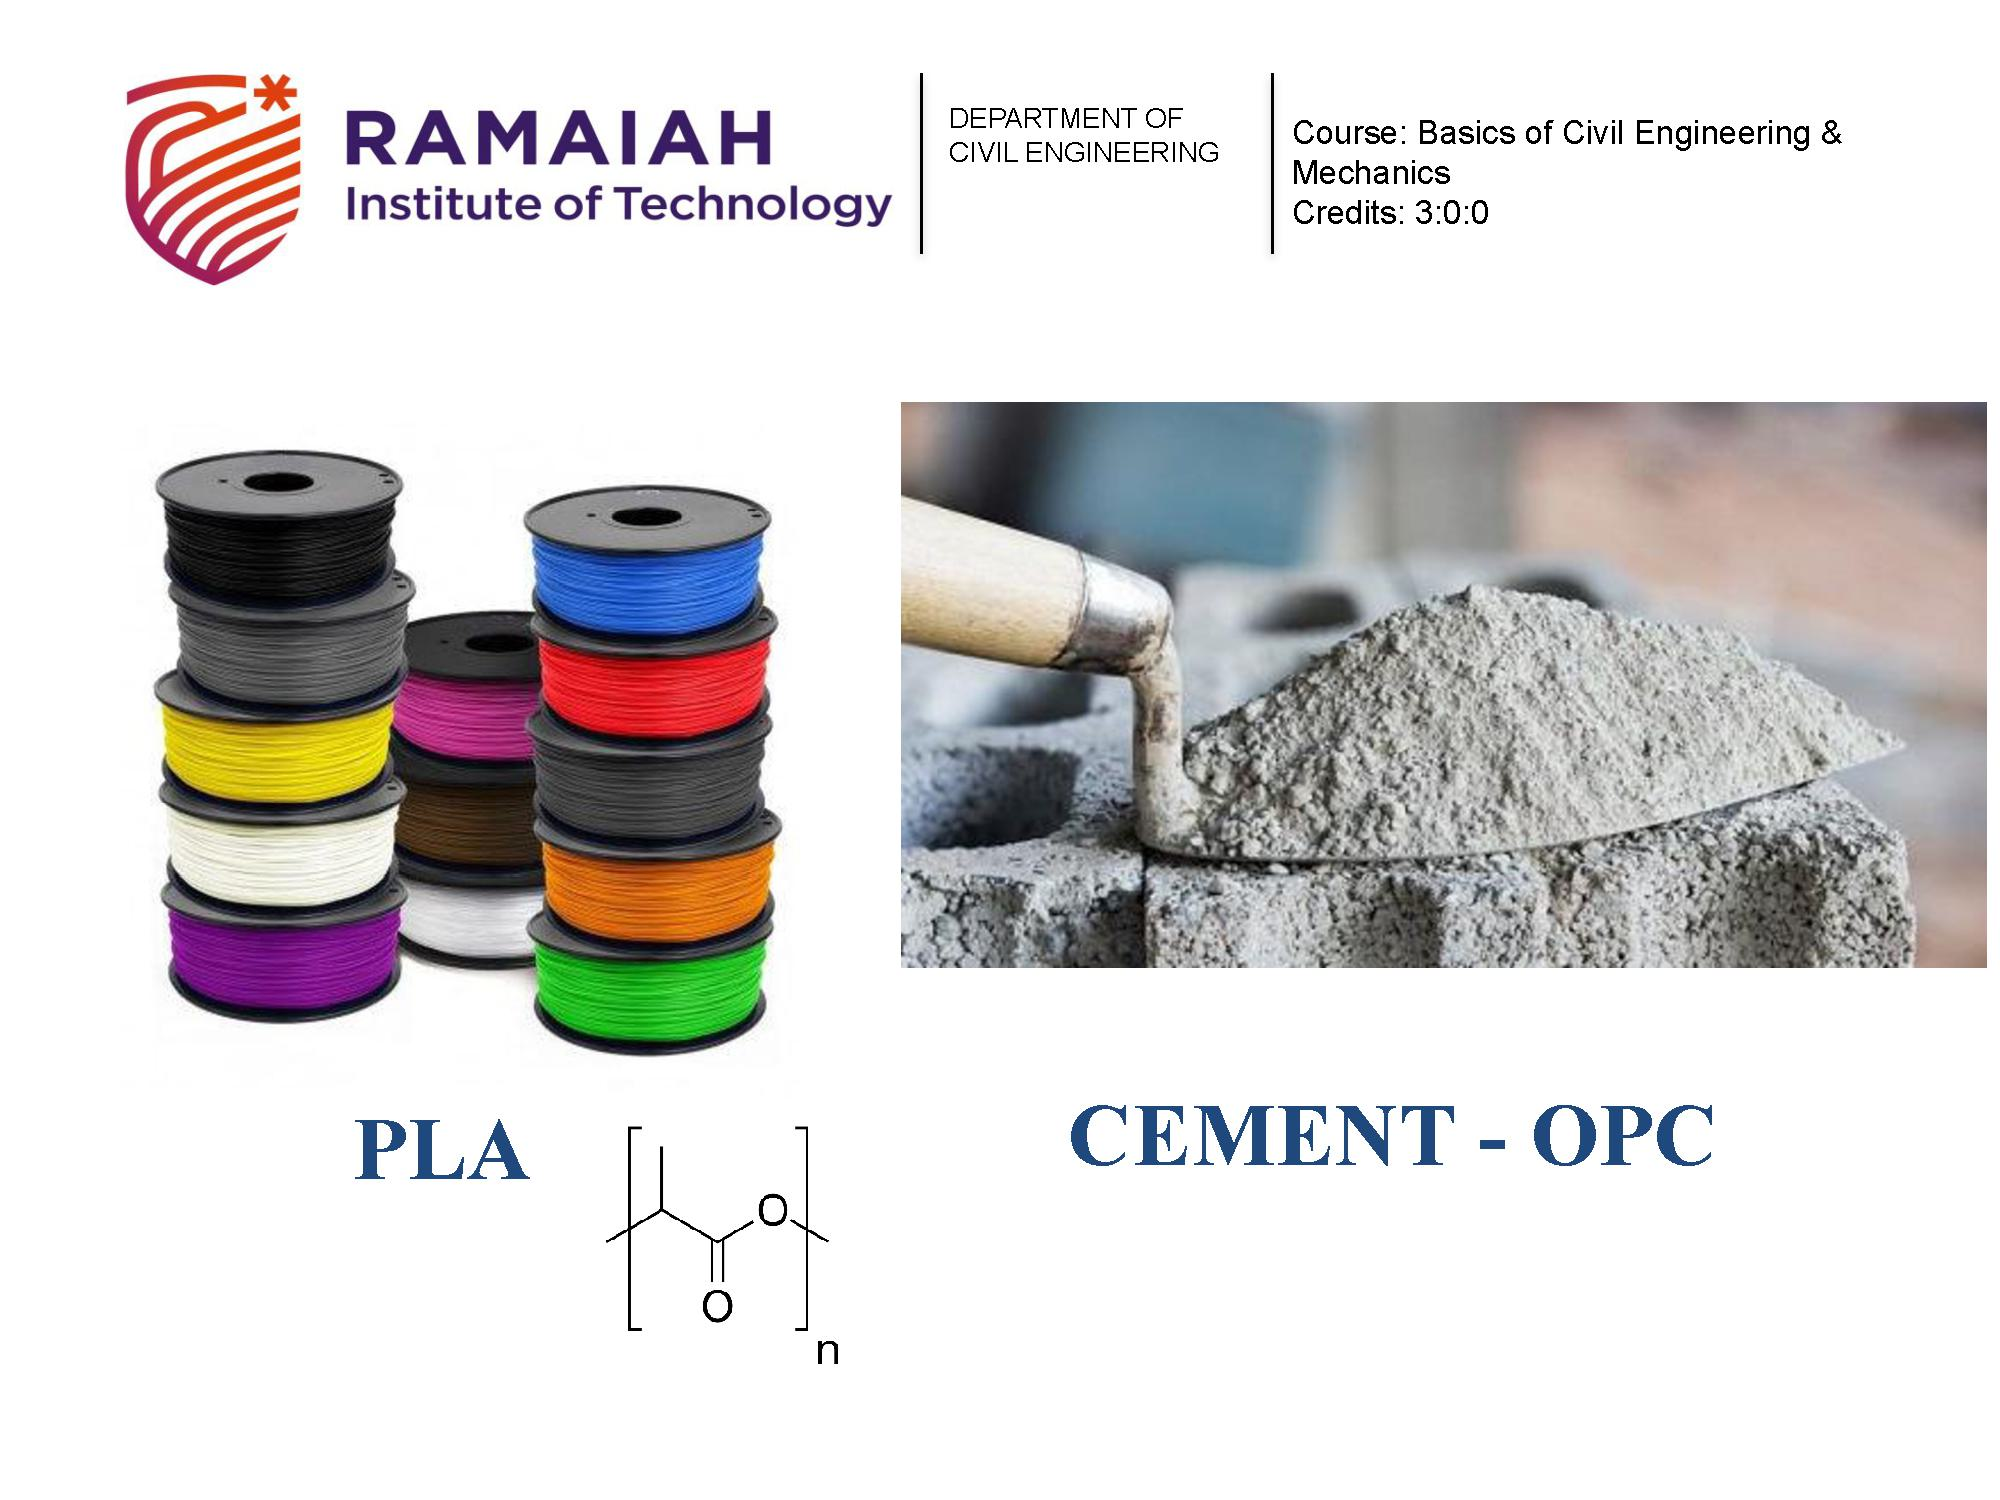 RAMAIAH
Institute of Technology
DEPARTMENT OF
CIVIL ENGINEERING
Course: Basics of Civil Engineering &
Mechanics
Credits: 3:0:0
PLA
CEMENT - OPC
O
O
n